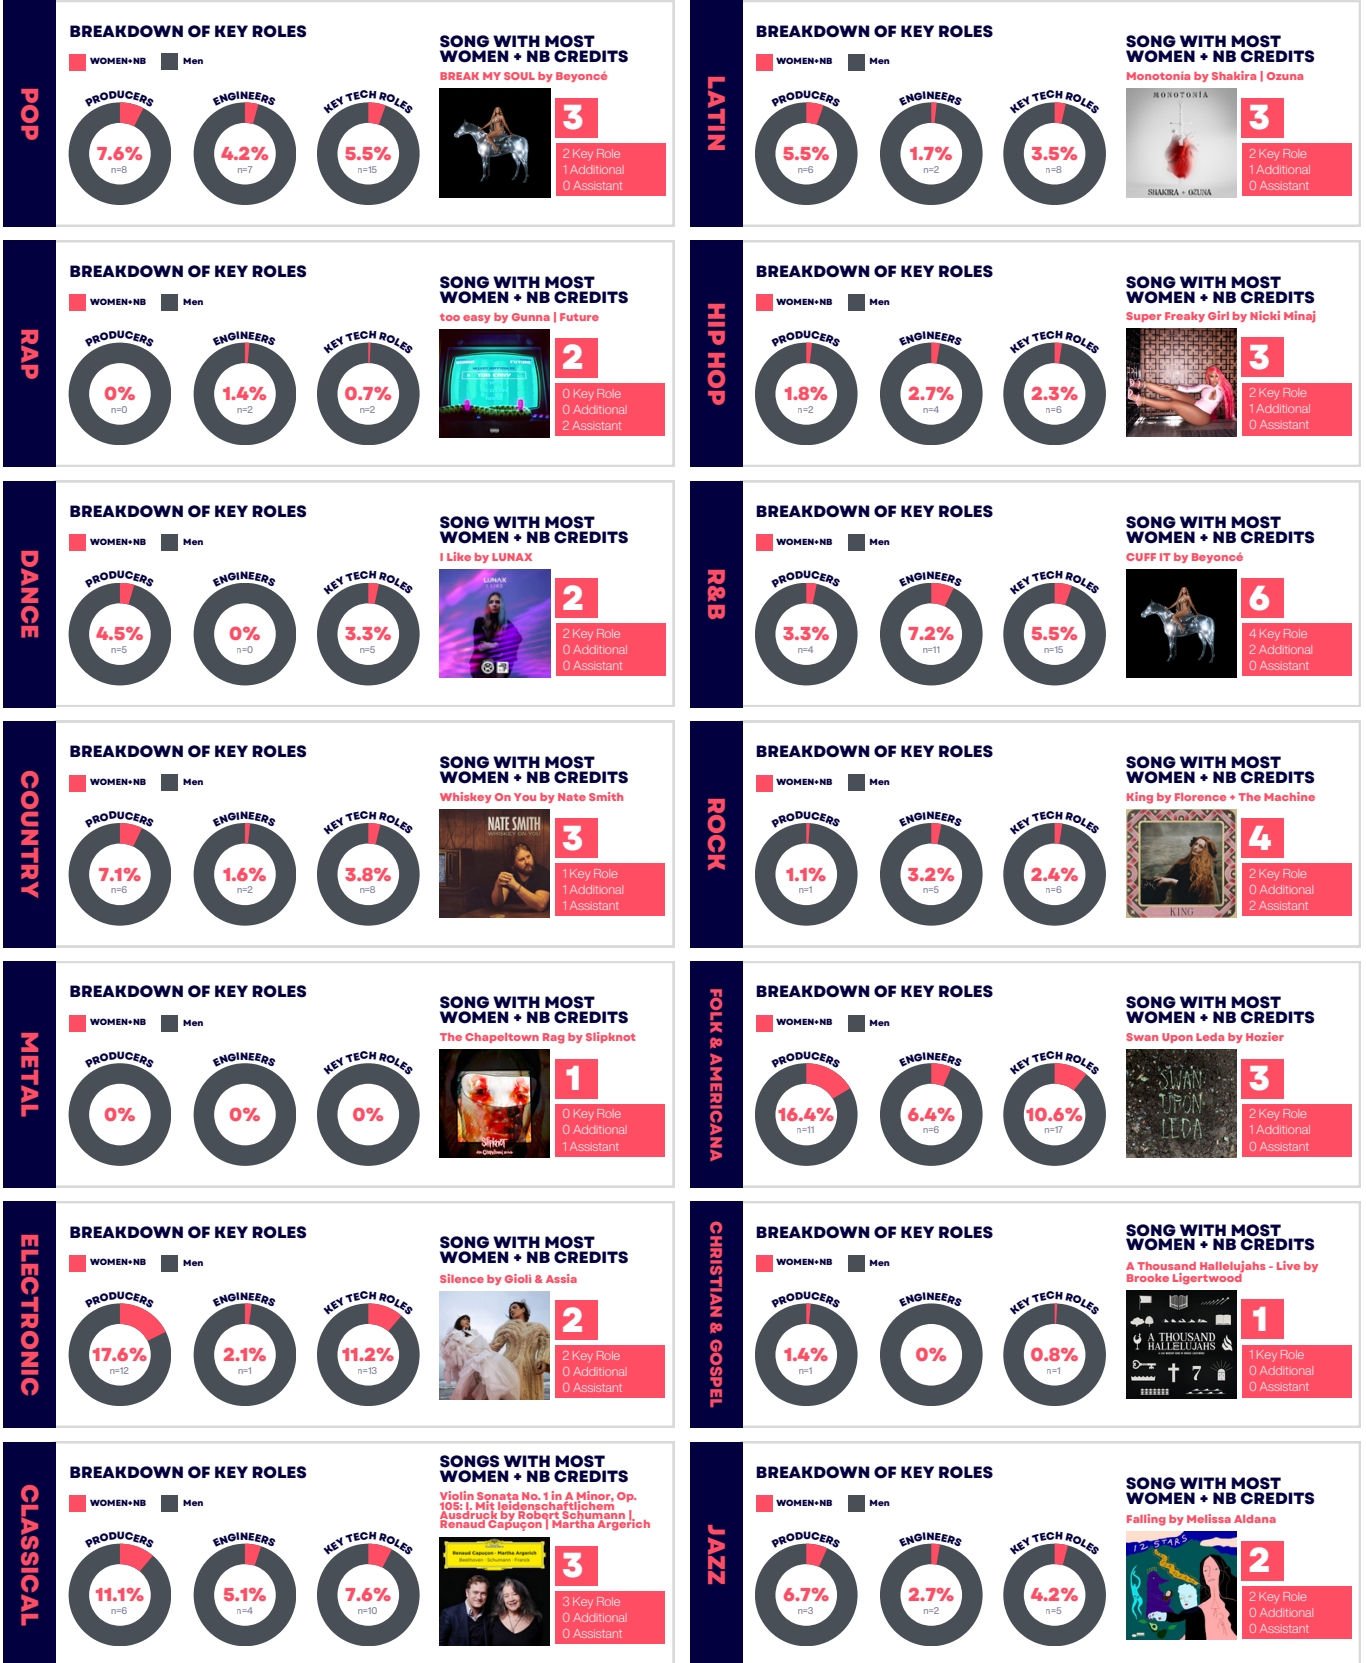 POP
BREAKDOWN OF KEY ROLES
WOMEN+NB
Men
PRODUCERS
7.6%
n=8
ENGINEERS
4.2%
n=7
KEY TECH ROLES
5.5%
n=15
SONG WITH MOST
WOMEN + NB CREDITS
BREAK MY SOUL by Beyoncé
3
2 Key Role
1 Additional
0 Assistant
LATIN
BREAKDOWN OF KEY ROLES
WOMEN+NB
Men
PRODUCERS
5.5%
n=6
ENGINEERS
1.7%
n=2
KEY TECH ROLES
3.5%
n=8
SONG WITH MOST
WOMEN + NB CREDITS
Monotonía by Shakira | Ozuna
MONOTONÍA
SHAKIRA + OZUNA
3
2 Key Role
1 Additional
0 Assistant
RAP
BREAKDOWN OF KEY ROLES
WOMEN+NB
Men
PRODUCERS
0%
n=0
ENGINEERS
1.4%
n=2
KEY TECH ROLES
0.7%
n=2
SONG WITH MOST
WOMEN + NB CREDITS
too easy by Gunna | Future
TOO EASY
2
0 Key Role
0 Additional
2 Assistant
HIP HOP
BREAKDOWN OF KEY ROLES
WOMEN+NB
Men
PRODUCERS
1.8%
n=2
ENGINEERS
2.7%
n=4
KEY TECH ROLES
2.3%
n=6
SONG WITH MOST
WOMEN + NB CREDITS
Super Freaky Girl by Nicki Minaj
3
2 Key Role
1 Additional
0 Assistant
DANCE
BREAKDOWN OF KEY ROLES
WOMEN+NB
Men
PRODUCERS
4.5%
n=5
ENGINEERS
0%
n=0
KEY TECH ROLES
3.3%
n=5
SONG WITH MOST
WOMEN + NB CREDITS
I Like by LUNAX
LUNAX
I LIKE
2
2 Key Role
0 Additional
0 Assistant
R&B
BREAKDOWN OF KEY ROLES
WOMEN+NB
Men
PRODUCERS
3.3%
n=4
ENGINEERS
7.2%
n=11
KEY TECH ROLES
5.5%
n=15
SONG WITH MOST
WOMEN + NB CREDITS
CUFF IT by Beyoncé
6
4 Key Role
2 Additional
0 Assistant
COUNTRY
BREAKDOWN OF KEY ROLES
WOMEN+NB
Men
PRODUCERS
7.1%
n=6
ENGINEERS
1.6%
n=2
KEY TECH ROLES
3.8%
n=8
SONG WITH MOST
WOMEN + NB CREDITS
Whiskey On You by Nate Smith
NATE SMITH
WHISKEY ON YOU
3
1 Key Role
1 Additional
1 Assistant
ROCK
BREAKDOWN OF KEY ROLES
WOMEN+NB
Men
PRODUCERS
1.1%
n=1
ENGINEERS
3.2%
n=5
KEY TECH ROLES
2.4%
n=6
SONG WITH MOST
WOMEN + NB CREDITS
King by Florence + The Machine
KING
4
2 Key Role
0 Additional
2 Assistant
METAL
BREAKDOWN OF KEY ROLES
WOMEN+NB
Men
PRODUCERS
0%
ENGINEERS
0%
KEY TECH ROLES
0%
SONG WITH MOST
WOMEN + NB CREDITS
The Chapeltown Rag by Slipknot
Slipknot
1
0 Key Role
0 Additional
1 Assistant
FOLK & AMERICANA
BREAKDOWN OF KEY ROLES
WOMEN+NB
Men
PRODUCERS
16.4%
n=11
ENGINEERS
6.4%
n=6
KEY TECH ROLES
10.6%
n=17
SONG WITH MOST
WOMEN + NB CREDITS
Swan Upon Leda by Hozier
SWAN
UPON
LEDA
3
2 Key Role
1 Additional
0 Assistant
ELECTRONIC
BREAKDOWN OF KEY ROLES
WOMEN+NB
Men
PRODUCERS
17.6%
n=12
ENGINEERS
2.1%
n=1
KEY TECH ROLES
11.2%
n=13
SONG WITH MOST
WOMEN + NB CREDITS
Silence by Giolì & Assia
2
2 Key Role
0 Additional
0 Assistant
CHRISTIAN & GOSPEL
BREAKDOWN OF KEY ROLES
WOMEN+NB
Men
PRODUCERS
1.4%
n=1
ENGINEERS
0%
KEY TECH ROLES
0.8%
n=1
SONG WITH MOST
WOMEN + NB CREDITS
A Thousand Hallelujahs - Live by
Brooke Ligertwood
A THOUSAND
HALLELUJAHS
7
1
1 Key Role
0 Additional
0 Assistant
CLASSICAL
BREAKDOWN OF KEY ROLES
WOMEN+NB
Men
PRODUCERS
11.1%
n=6
ENGINEERS
5.1%
n=4
KEY TECH ROLES
7.6%
n=10
SONGS WITH MOST
WOMEN + NB CREDITS
Violin Sonata No. 1 in A Minor, Op.
105: I. Mit leidenschaftlichem
Ausdruck by Robert Schumann |
Renaud Capuçon | Martha Argerich
Renaud Capuçon · Martha Argerich
Beethoven · Schumann · Franck
3
3 Key Role
0 Additional
0 Assistant
JAZZ
BREAKDOWN OF KEY ROLES
WOMEN+NB
Men
PRODUCERS
6.7%
n=3
ENGINEERS
2.7%
n=2
KEY TECH ROLES
4.2%
n=5
SONG WITH MOST
WOMEN + NB CREDITS
Falling by Melissa Aldana
12 STARS
2
2 Key Role
0 Additional
0 Assistant